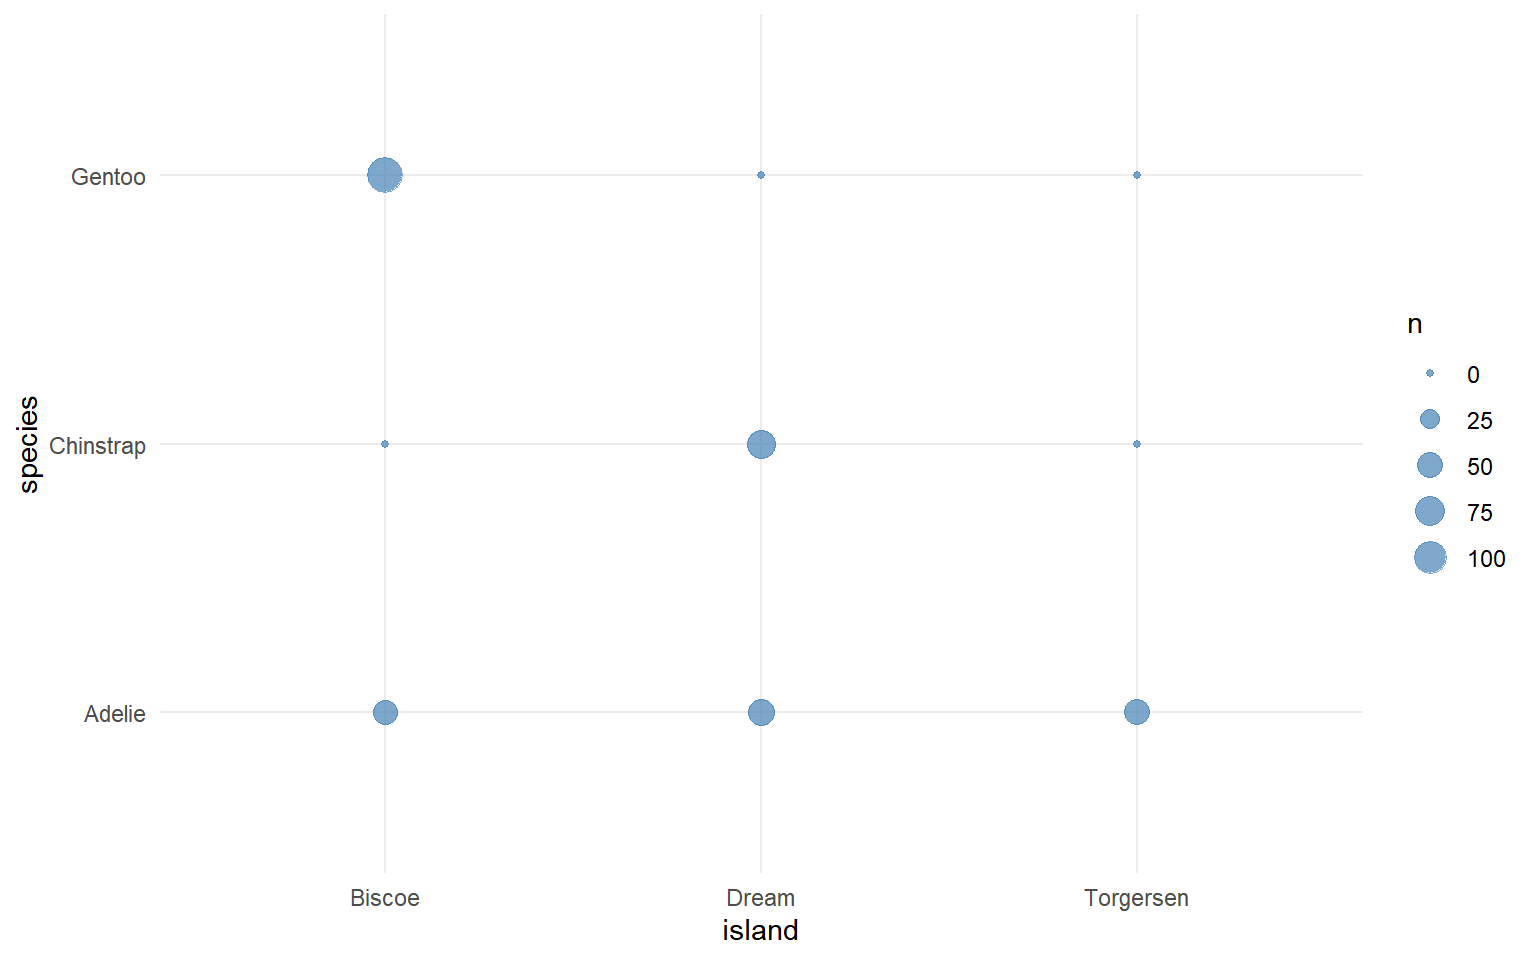 Gentoo
Chinstrap
Adelie
species
Biscoe
Dream
Torgersen
island
n
0
25
50
75
100